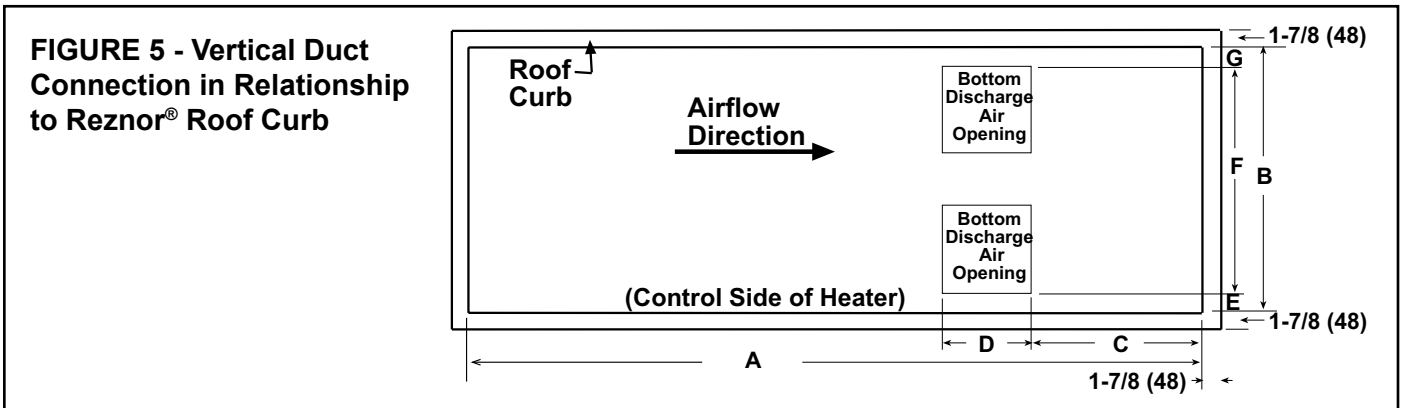 FIGURE 5 - Vertical Duct
Connection in Relationship
to Reznor® Roof Curb
1-7/8 (48)
G
Roof
Curb
Bottom
Discharge
Air
Opening
Airflow
Direction
F
B
Bottom
Discharge
Air
Opening
(Control Side of Heater)
E
1-7/8 (48)
D
C
A
1-7/8 (48)